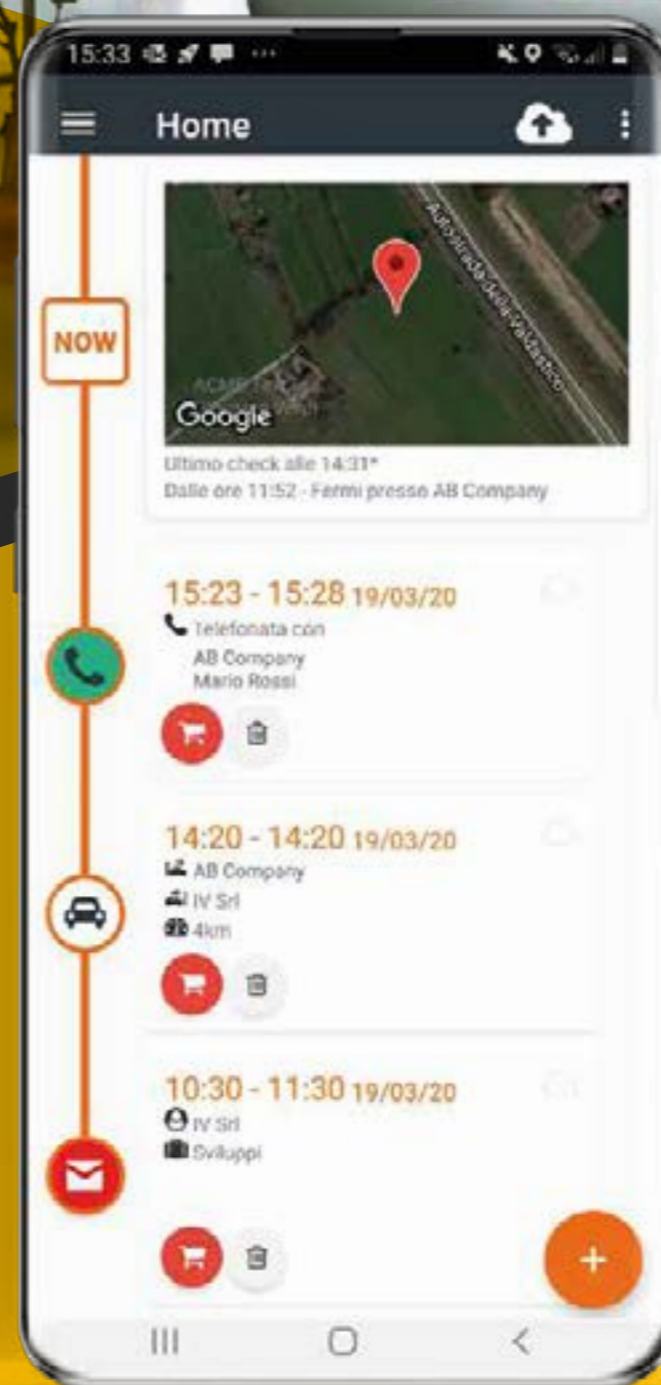 15:33
Home
Autostrada della Valdastico
NOW
Google
Ultimo check alle 14:31*
Dalle ore 11:52 - Fermi presso AB Company
15:23 - 15:28 19/03/20
Telefonata con
AB Company
Mario Rossi
14:20 - 14:20 19/03/20
AB Company
IV Srl
4km
10:30 - 11:30 19/03/20
IV Srl
Sviluppi